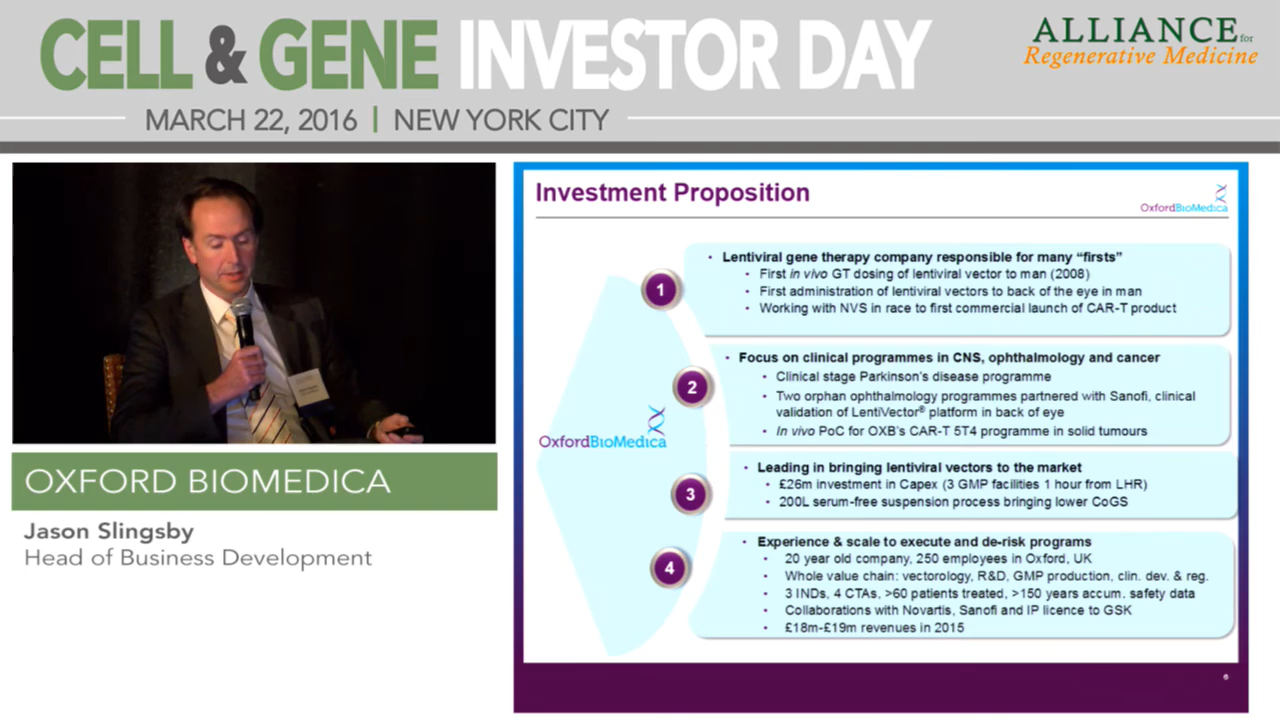 CELL & GENE INVESTOR DAY
MARCH 22, 2016 | NEW YORK CITY
ALLIANCE for
Regenerative Medicine
OXFORD BIOMEDICA
Jason Slingsby
Head of Business Development
Investment Proposition
OxfordBioMedica
OxfordBioMedica
1
• Lentiviral gene therapy company responsible for many “firsts”
• First in vivo GT dosing of lentiviral vector to man (2008)
• First administration of lentiviral vectors to back of the eye in man
• Working with NVS in race to first commercial launch of CAR-T product
2
• Focus on clinical programmes in CNS, ophthalmology and cancer
• Clinical stage Parkinson’s disease programme
• Two orphan ophthalmology programmes partnered with Sanofi, clinical
validation of LentiVector® platform in back of eye
• In vivo PoC for OXB’s CAR-T 5T4 programme in solid tumours
3
• Leading in bringing lentiviral vectors to the market
• £26m investment in Capex (3 GMP facilities 1 hour from LHR)
• 200L serum-free suspension process bringing lower CoGS
4
• Experience & scale to execute and de-risk programs
• 20 year old company, 250 employees in Oxford, UK
• Whole value chain: vectorology, R&D, GMP production, clin. dev. & reg.
• 3 INDs, 4 CTAs, >60 patients treated, >150 years accum. safety data
• Collaborations with Novartis, Sanofi and IP licence to GSK
• £18m-£19m revenues in 2015
6